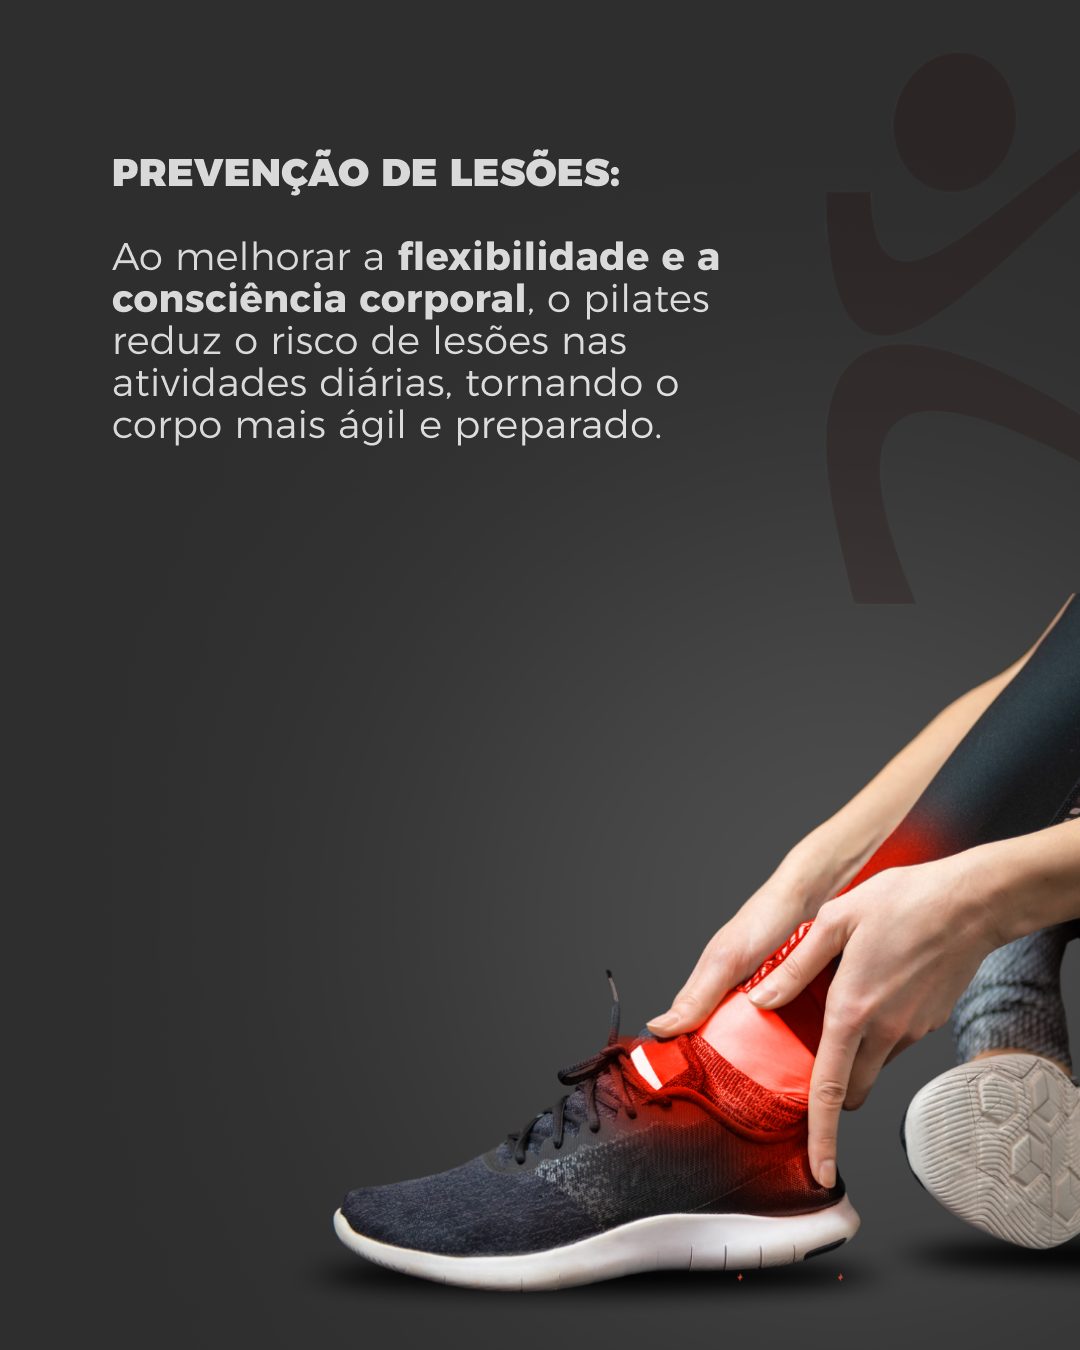 PREVENÇÃO DE LESÕES:
Ao melhorar a flexibilidade e a
consciência corporal, o pilates
reduz o risco de lesões nas
atividades diárias, tornando o
corpo mais ágil e preparado.